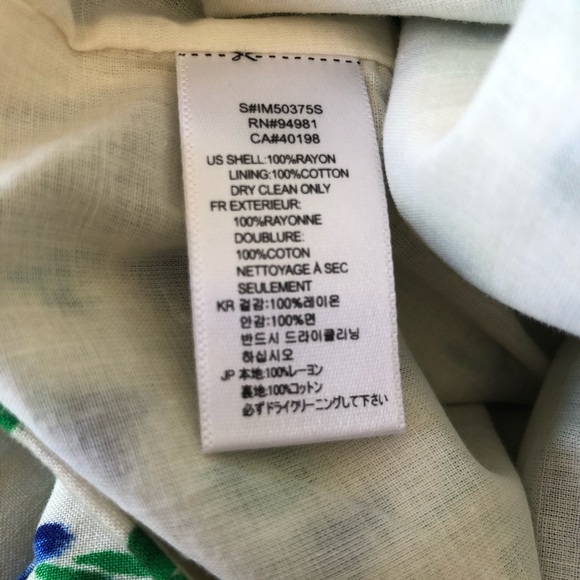 S#IM50375S
RN#94981
CA#40198
US SHELL:100%RAYON
LINING:100%COTTON
DRY CLEAN ONLY
FR EXTERIEUR:
100%RAYONNE
DOUBLURE:
100%COTON
NETTOYAGE À SEC
SEULEMENT
KR 겉감:100%레이온
안감:100%면
반드시 드라이클리닝
하십시오
JP 本地:100%レーヨン
裏地:100%コットン
必ずドライクリーニングして下さい